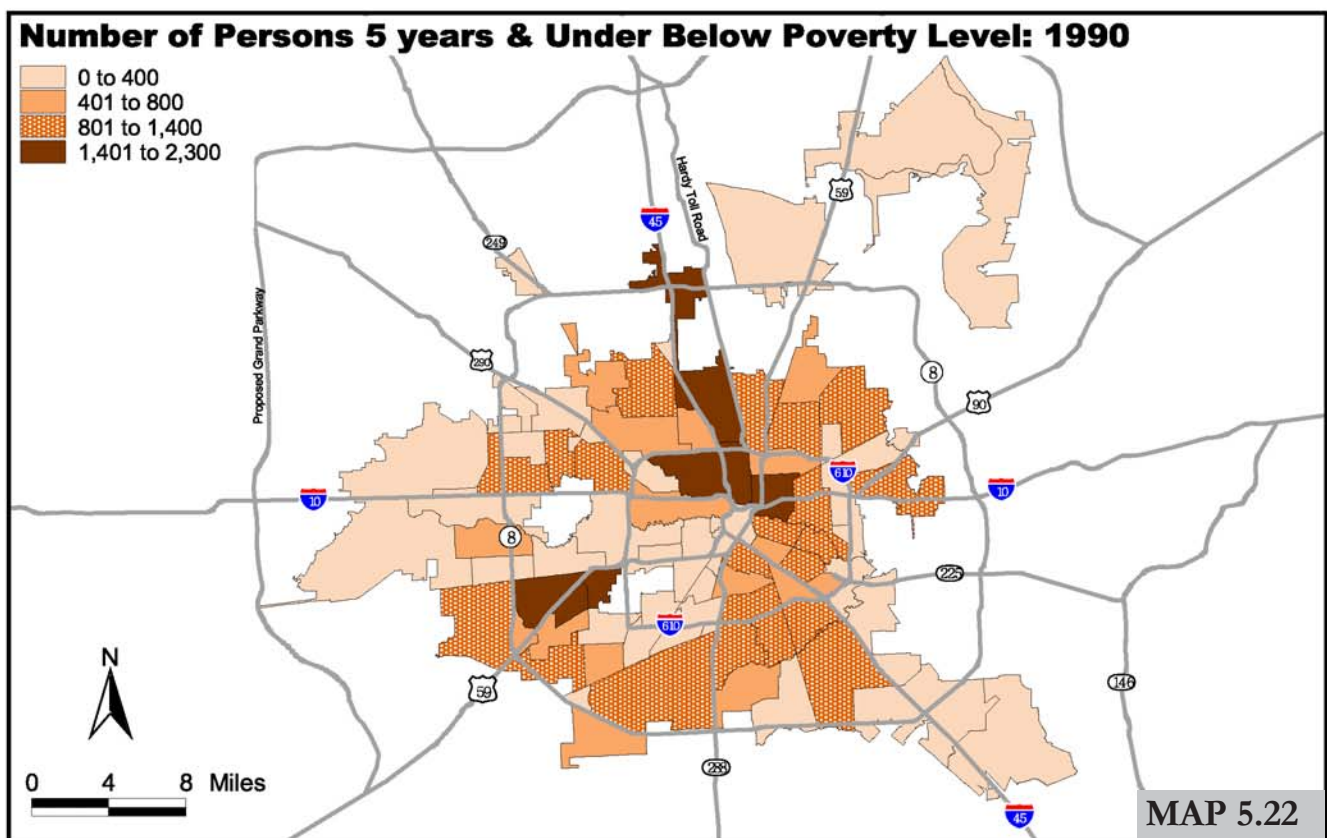 Number of Persons 5 years & Under Below Poverty Level: 1990
0 to 400
401 to 800
801 to 1,400
1,401 to 2,300
Hardy Toll Road
59
45
249
Proposed Grand Parkway
290
8
90
610
10
10
8
225
610
N
59
146
0 4 8 Miles
288
45
MAP 5.22